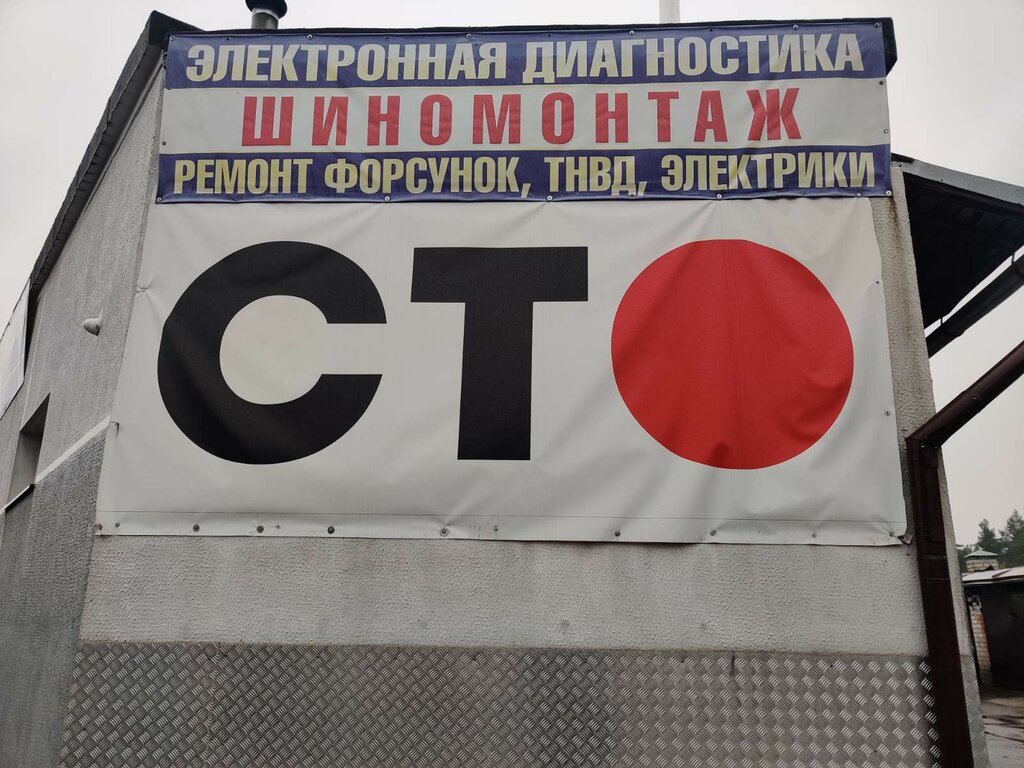 ЭЛЕКТРОННАЯ ДИАГНОСТИКА
ШИНОМОНТАЖ
РЕМОНТ ФОРСУНОК, ТНВД, ЭЛЕКТРИКИ
СТО